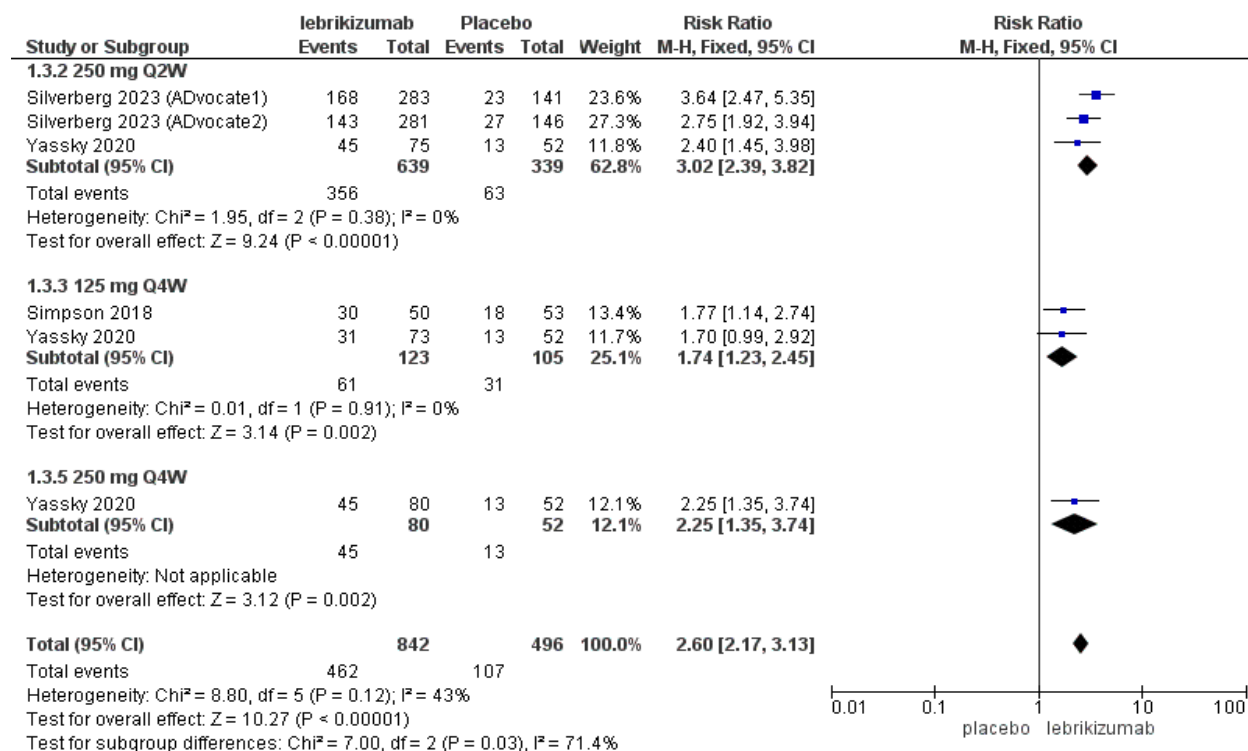 lebrikizumab Placebo Risk Ratio Risk Ratio
Study or Subgroup Events Total Events Total Weight M-H, Fixed, 95% CI M-H, Fixed, 95% CI
1.3.2 250 mg Q2W
Silverberg 2023 (ADvocate1) 168 283 23 141 23.6% 3.64 [2.47, 5.35]
Silverberg 2023 (ADvocate2) 143 281 27 146 27.3% 2.75 [1.92, 3.94]
Yassky 2020 45 75 13 52 11.8% 2.40 [1.45, 3.98]
Subtotal (95% CI) 639 339 62.8% 3.02 [2.39, 3.82]
Total events 356 63
Heterogeneity: Chi² = 1.95, df = 2 (P = 0.38); I² = 0%
Test for overall effect: Z = 9.24 (P < 0.00001)
1.3.3 125 mg Q4W
Simpson 2018 30 50 18 53 13.4% 1.77 [1.14, 2.74]
Yassky 2020 31 73 13 52 11.7% 1.70 [0.99, 2.92]
Subtotal (95% CI) 123 105 25.1% 1.74 [1.23, 2.45]
Total events 61 31
Heterogeneity: Chi² = 0.01, df = 1 (P = 0.91); I² = 0%
Test for overall effect: Z = 3.14 (P = 0.002)
1.3.5 250 mg Q4W
Yassky 2020 45 80 13 52 12.1% 2.25 [1.35, 3.74]
Subtotal (95% CI) 80 52 12.1% 2.25 [1.35, 3.74]
Total events 45 13
Heterogeneity: Not applicable
Test for overall effect: Z = 3.12 (P = 0.002)
Total (95% CI) 842 496 100.0% 2.60 [2.17, 3.13]
Total events 462 107
Heterogeneity: Chi² = 8.80, df = 5 (P = 0.12); I² = 43%
Test for overall effect: Z = 10.27 (P < 0.00001)
Test for subgroup differences: Chi² = 7.00, df = 2 (P = 0.03), I² = 71.4%
0.01 0.1 1 10 100
placebo lebrikizumab